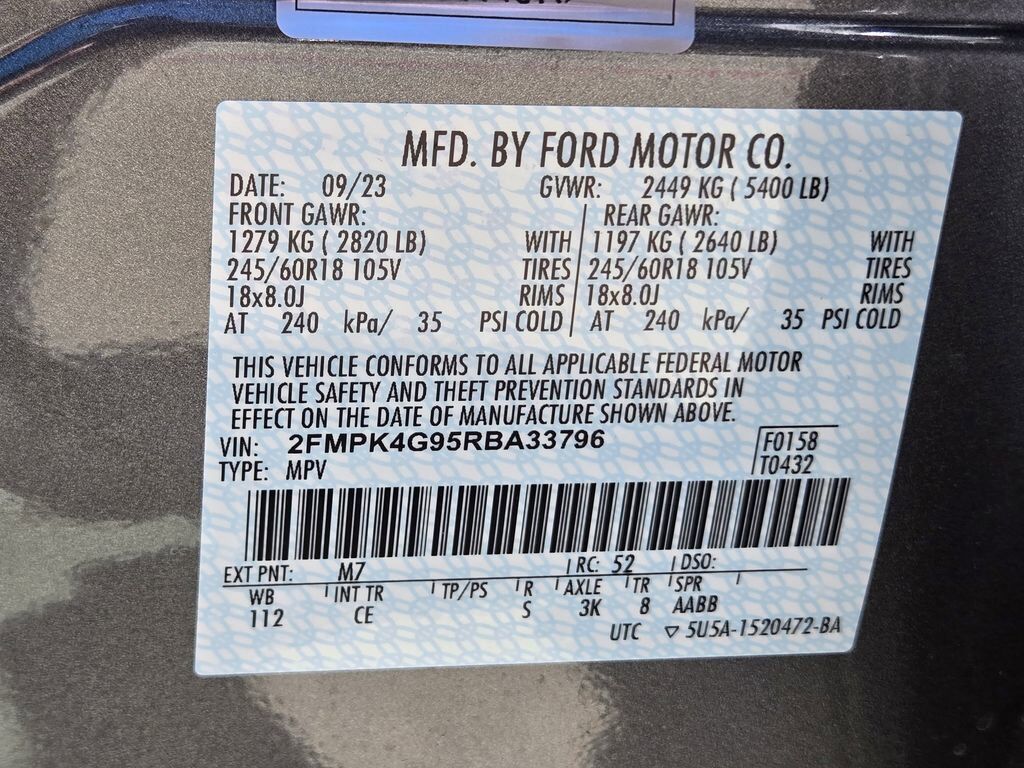 MFD. BY FORD MOTOR CO.
DATE: 09/23 GVWR: 2449 KG ( 5400 LB)
FRONT GAWR: REAR GAWR:
1279 KG ( 2820 LB) WITH 1197 KG ( 2640 LB) WITH
245/60R18 105V TIRES 245/60R18 105V TIRES
18x8.0J RIMS 18x8.0J RIMS
AT 240 kPa/ 35 PSI COLD AT 240 kPa/ 35 PSI COLD
THIS VEHICLE CONFORMS TO ALL APPLICABLE FEDERAL MOTOR
VEHICLE SAFETY AND THEFT PREVENTION STANDARDS IN
EFFECT ON THE DATE OF MANUFACTURE SHOWN ABOVE.
VIN: 2FMPK4G95RBA33796 F0158
TYPE: MPV T0432
EXT PNT: M7 RC: 52 DSO:
WB INT TR TP/PS R AXLE TR SPR
112 CE S 3K 8 AABB
UTC ▽ 5U5A-1520472-BA